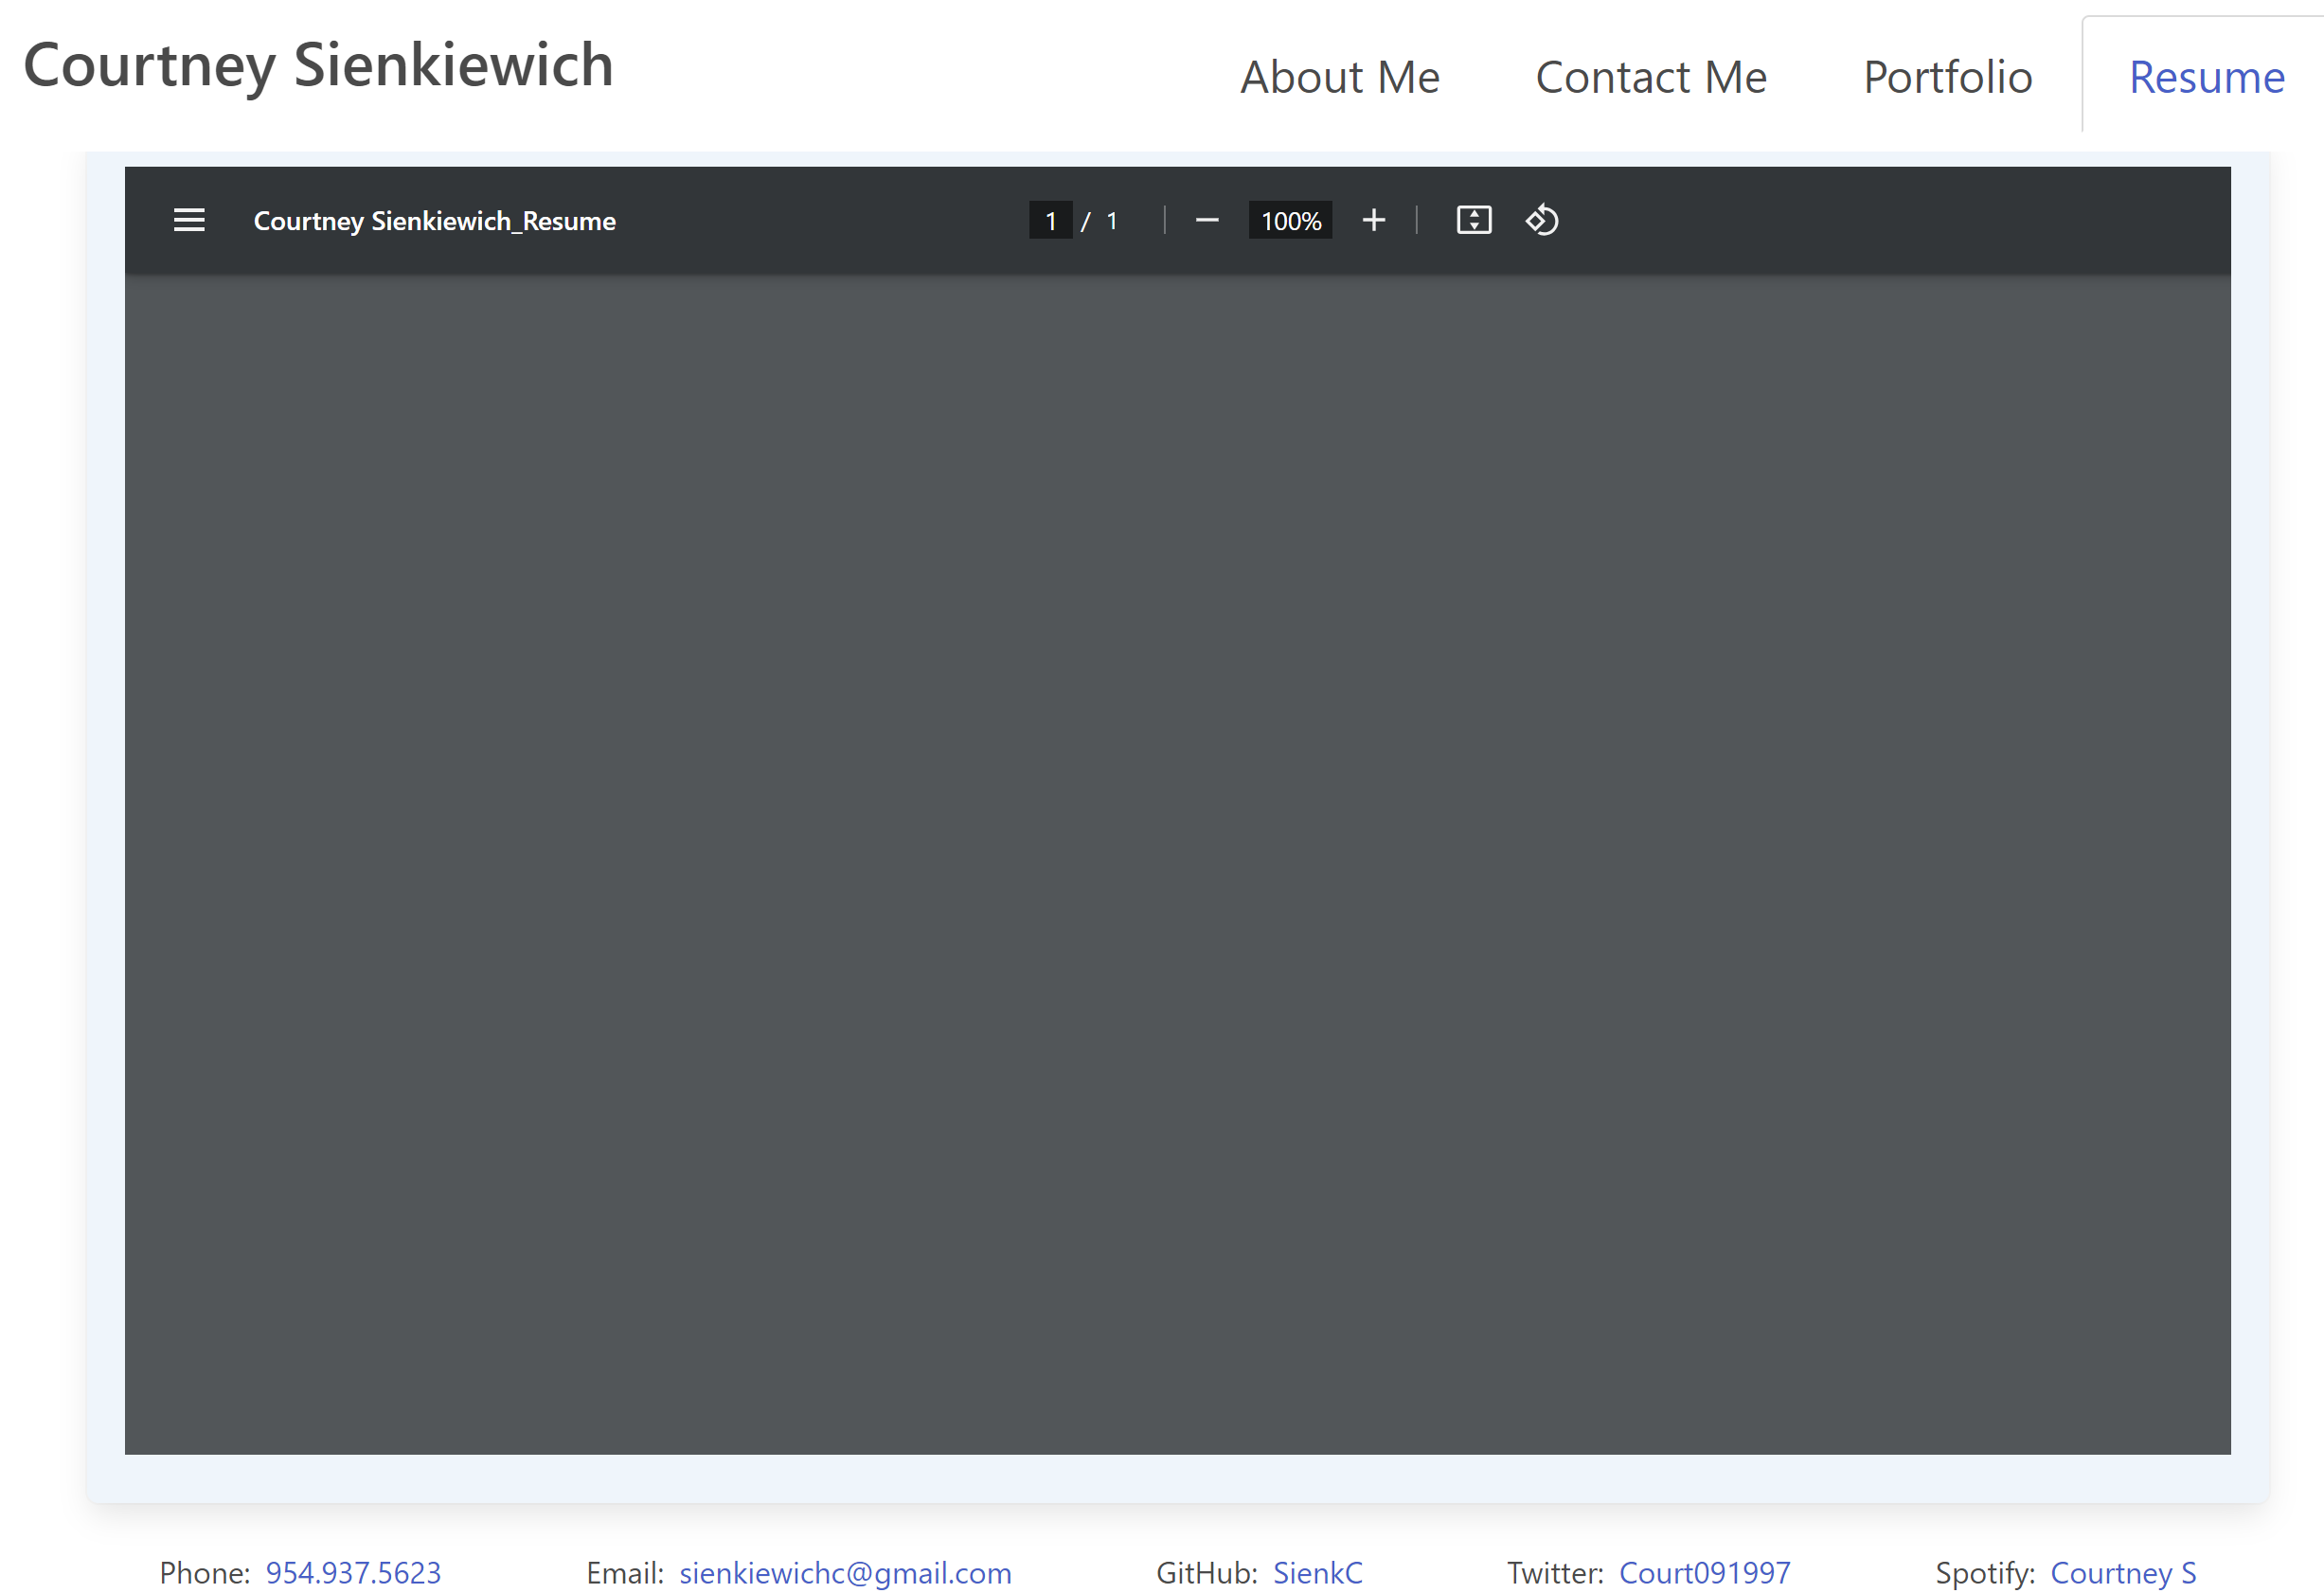 Courtney Sienkiewich
About Me Contact Me Portfolio Resume
Courtney Sienkiewich_Resume 1 / 1 100%
Phone: 954.937.5623 Email: sienkiewichc@gmail.com GitHub: SienkC Twitter: Court091997 Spotify: Courtney S